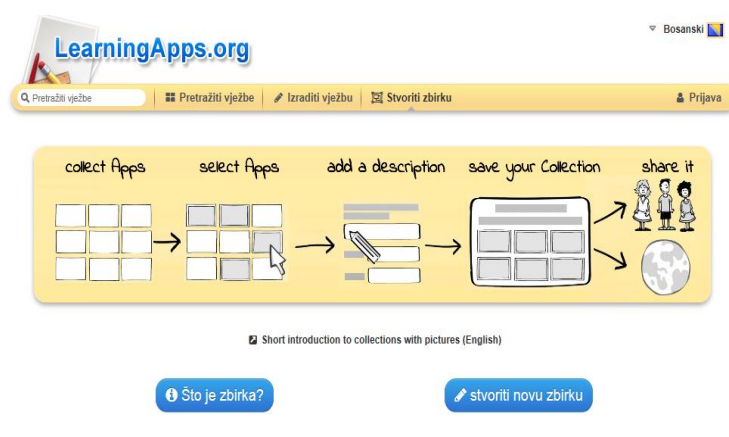 Bosanski
LearningApps.org
Pretražiti vježbe
Pretražiti vježbe
Izraditi vježbu
Stvoriti zbirku
Prijava
collect Apps
select Apps
add a description
save your Collection
share it
Short introduction to collections with pictures (English)
Što je zbirka?
stvoriti novu zbirku